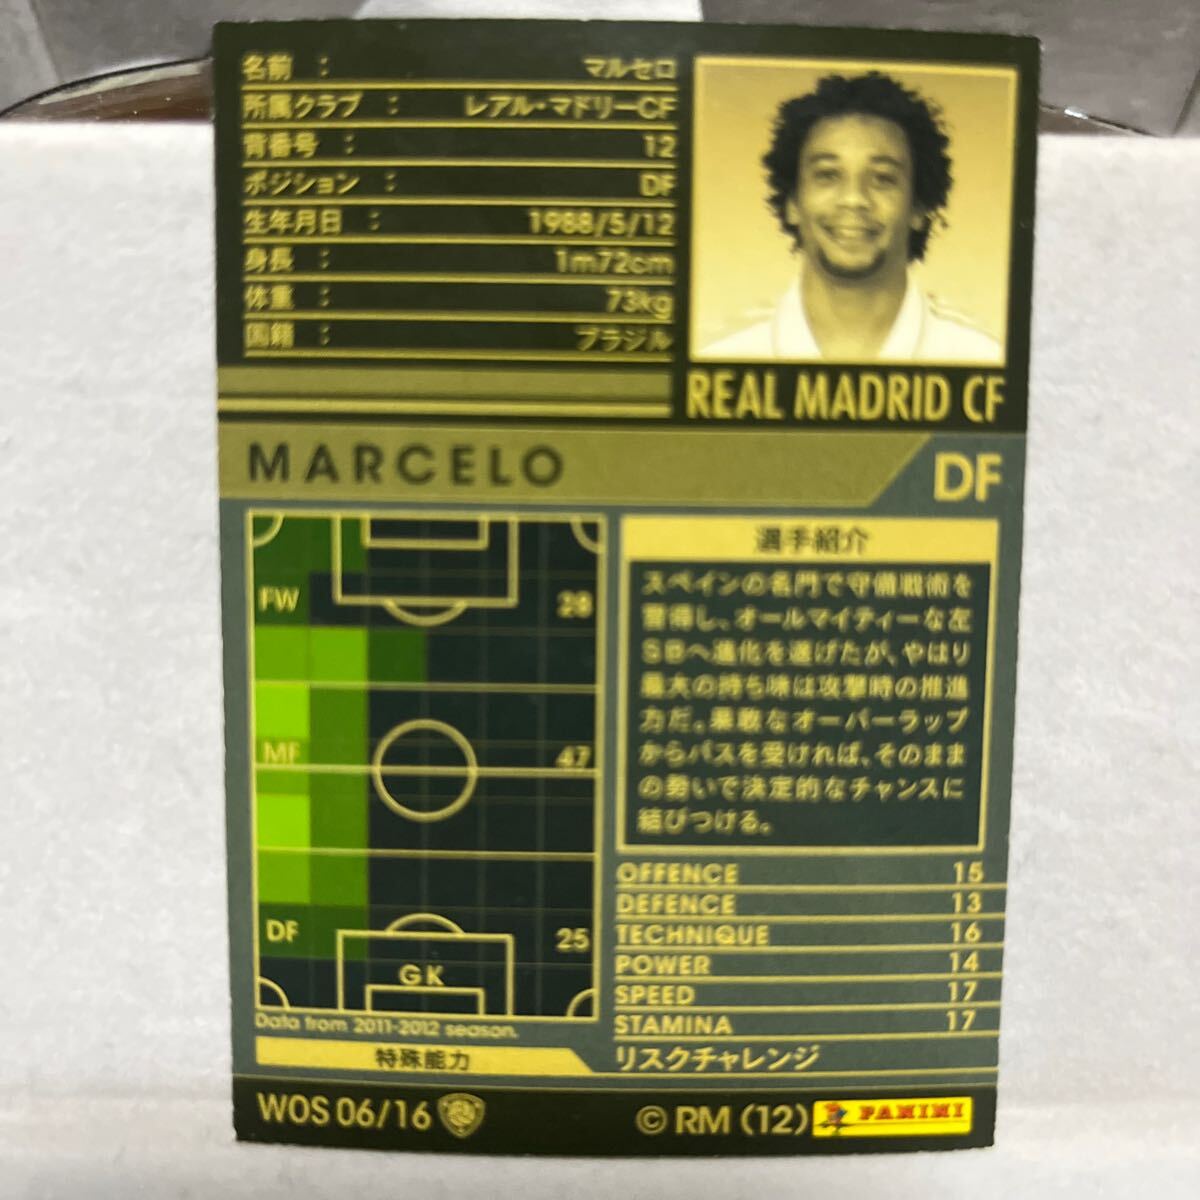 名前 : マルセロ
所属クラブ : レアル・マドリーCF
背番号 : 12
ポジション : DF
生年月日 : 1988/5/12
身長 : 1m72cm
体重 : 73kg
国籍 : ブラジル
REAL MADRID CF
MARCELO
DF
FW 28
MF 47
DF 25
GK
Data from 2011-2012 season.
選手紹介
スペインの名門で守備戦術を
習得し、オールマイティーな左
SBへ進化を遂げたが、やはり
最大の持ち味は攻撃時の推進
力だ。果敢なオーバーラップ
からパスを受ければ、そのまま
の勢いで決定的なチャンスに
結びつける。
OFFENCE 15
DEFENCE 13
TECHNIQUE 16
POWER 14
SPEED 17
STAMINA 17
特殊能力 リスクチャレンジ
WOS 06/16
© RM (12)
PANINI